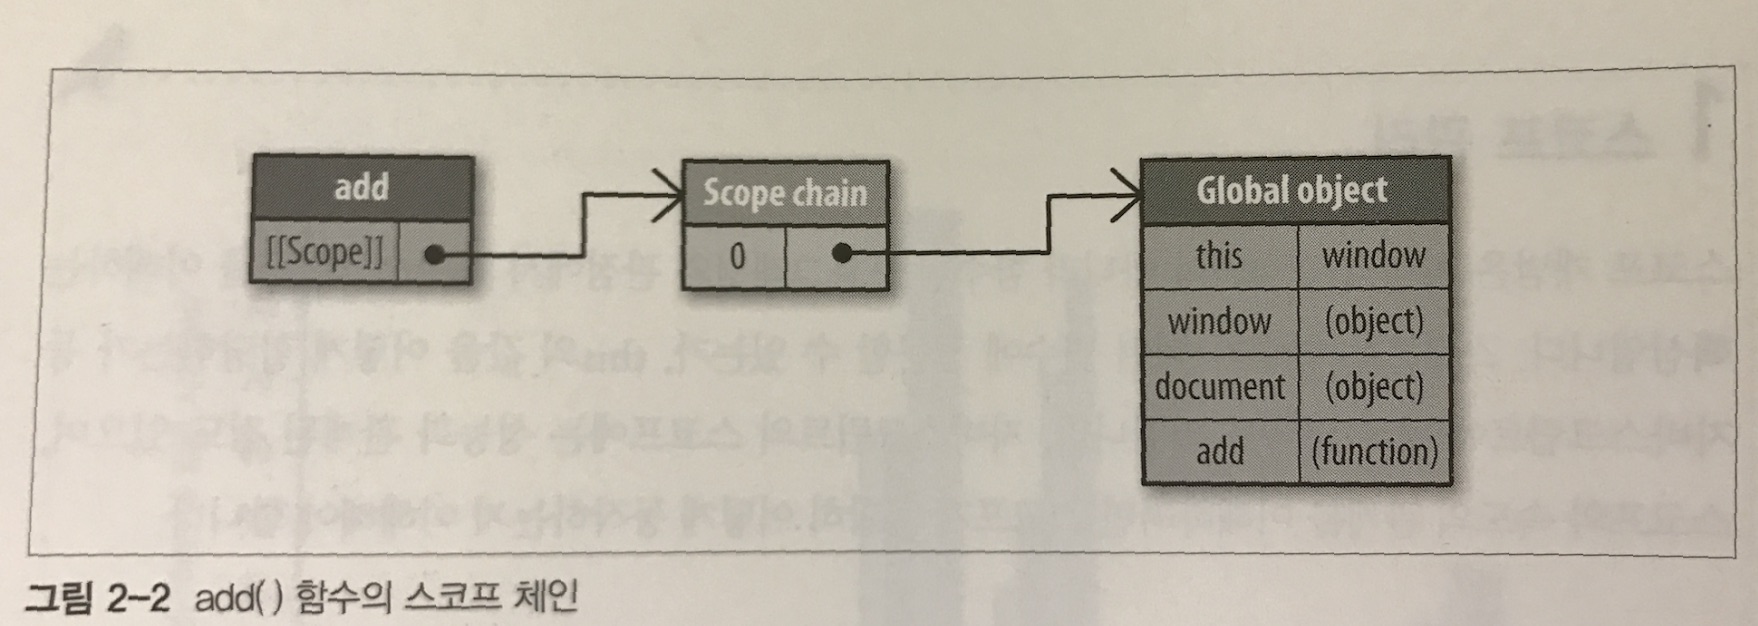 add
[[Scope]]
Scope chain
0
Global object
this window
window (object)
document (object)
add (function)
그림 2-2 add( ) 함수의 스코프 체인